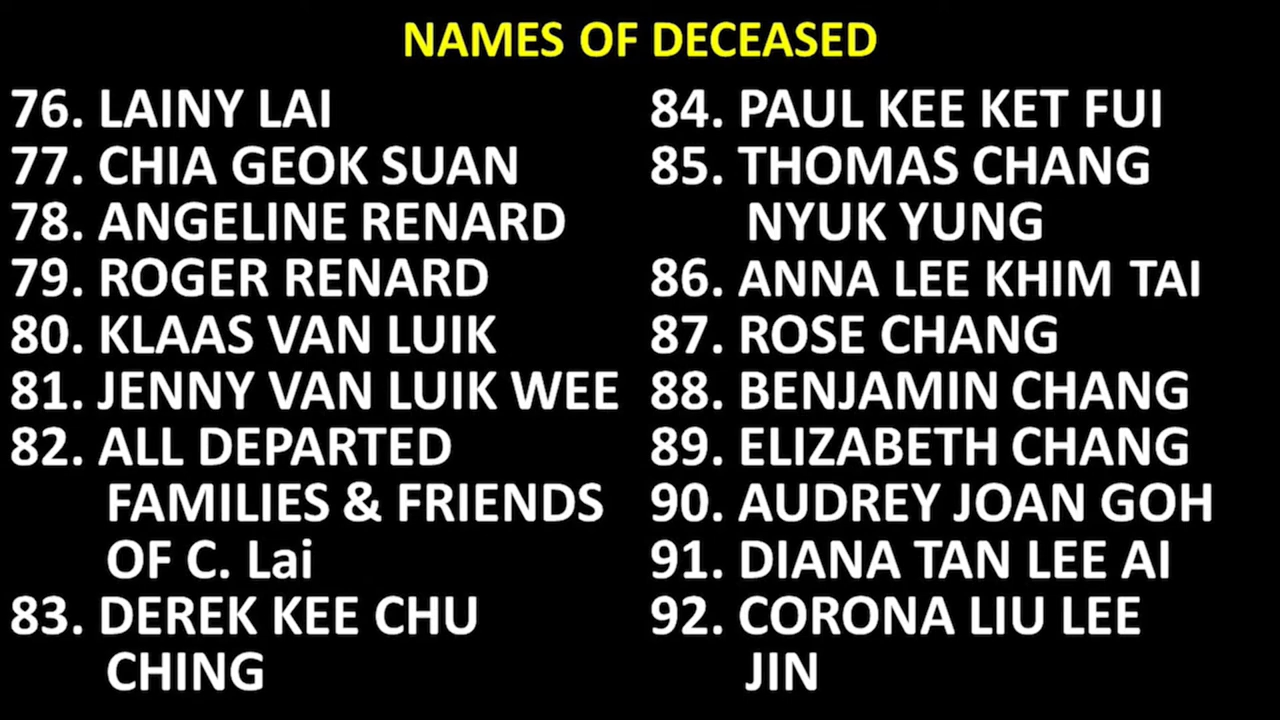 NAMES OF DECEASED
76. LAINY LAI
77. CHIA GEOK SUAN
78. ANGELINE RENARD
79. ROGER RENARD
80. KLAAS VAN LUIK
81. JENNY VAN LUIK WEE
82. ALL DEPARTED
FAMILIES & FRIENDS
OF C. Lai
83. DEREK KEE CHU
CHING
84. PAUL KEE KET FUI
85. THOMAS CHANG
NYUK YUNG
86. ANNA LEE KHIM TAI
87. ROSE CHANG
88. BENJAMIN CHANG
89. ELIZABETH CHANG
90. AUDREY JOAN GOH
91. DIANA TAN LEE AI
92. CORONA LIU LEE
JIN